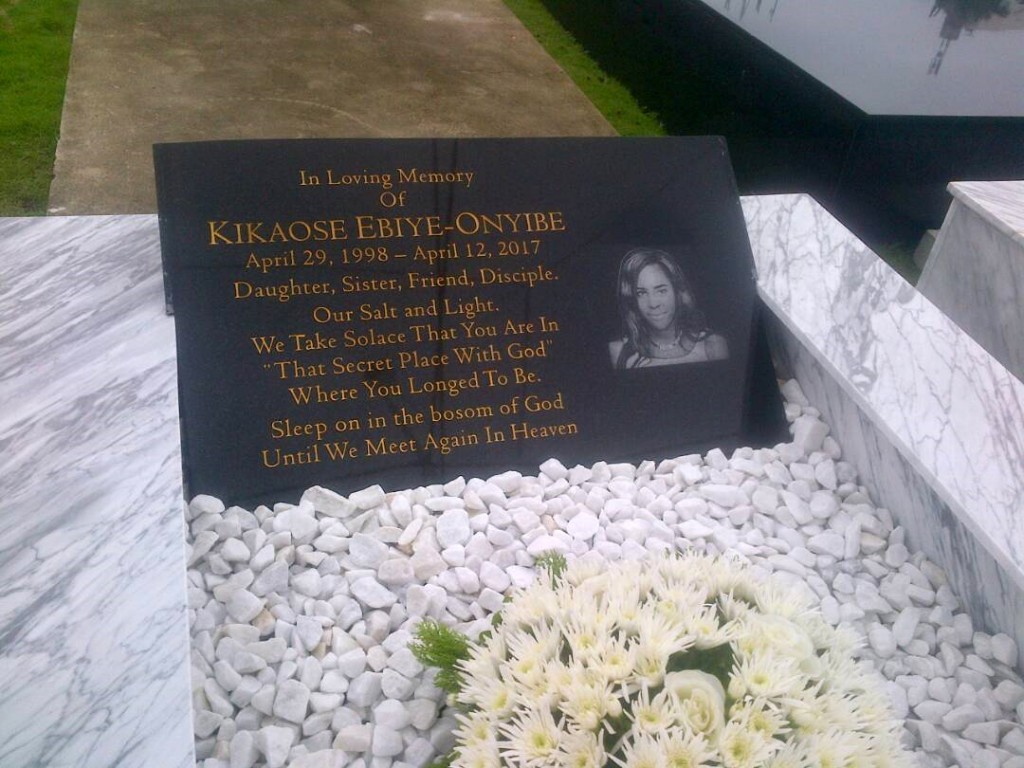 In Loving Memory
Of
KIKAOSE EBIYE-ONYIBE
April 29, 1998 – April 12, 2017
Daughter, Sister, Friend, Disciple.
Our Salt and Light.
We Take Solace That You Are In
"That Secret Place With God"
Where You Longed To Be.
Sleep on in the bosom of God
Until We Meet Again In Heaven